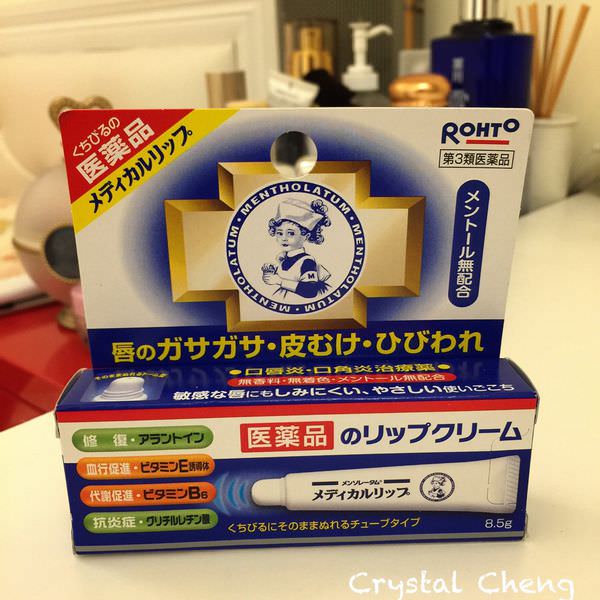 くちびるの
医薬品
メディカルリップ
ROHTO
第3類医薬品
MENTHOLATUM・MENTHOLATUM・MENTHOLATUM
M
メントール無配合
唇のガサガサ・皮むけ・ひびわれ
・口唇炎・口角炎治療薬
無香料・無着色・メントール無配合
敏感な唇にもしみにくい、やさしい使いごこち
医薬品のリップクリーム
修復・アラントイン
血行促進・ビタミンE誘導体
代謝促進・ビタミンB6
抗炎症・グリチルレチン酸
メンソレータム
メディカルリップ
くちびるにそのままぬれるチューブタイプ
8.5g
Crystal Cheng